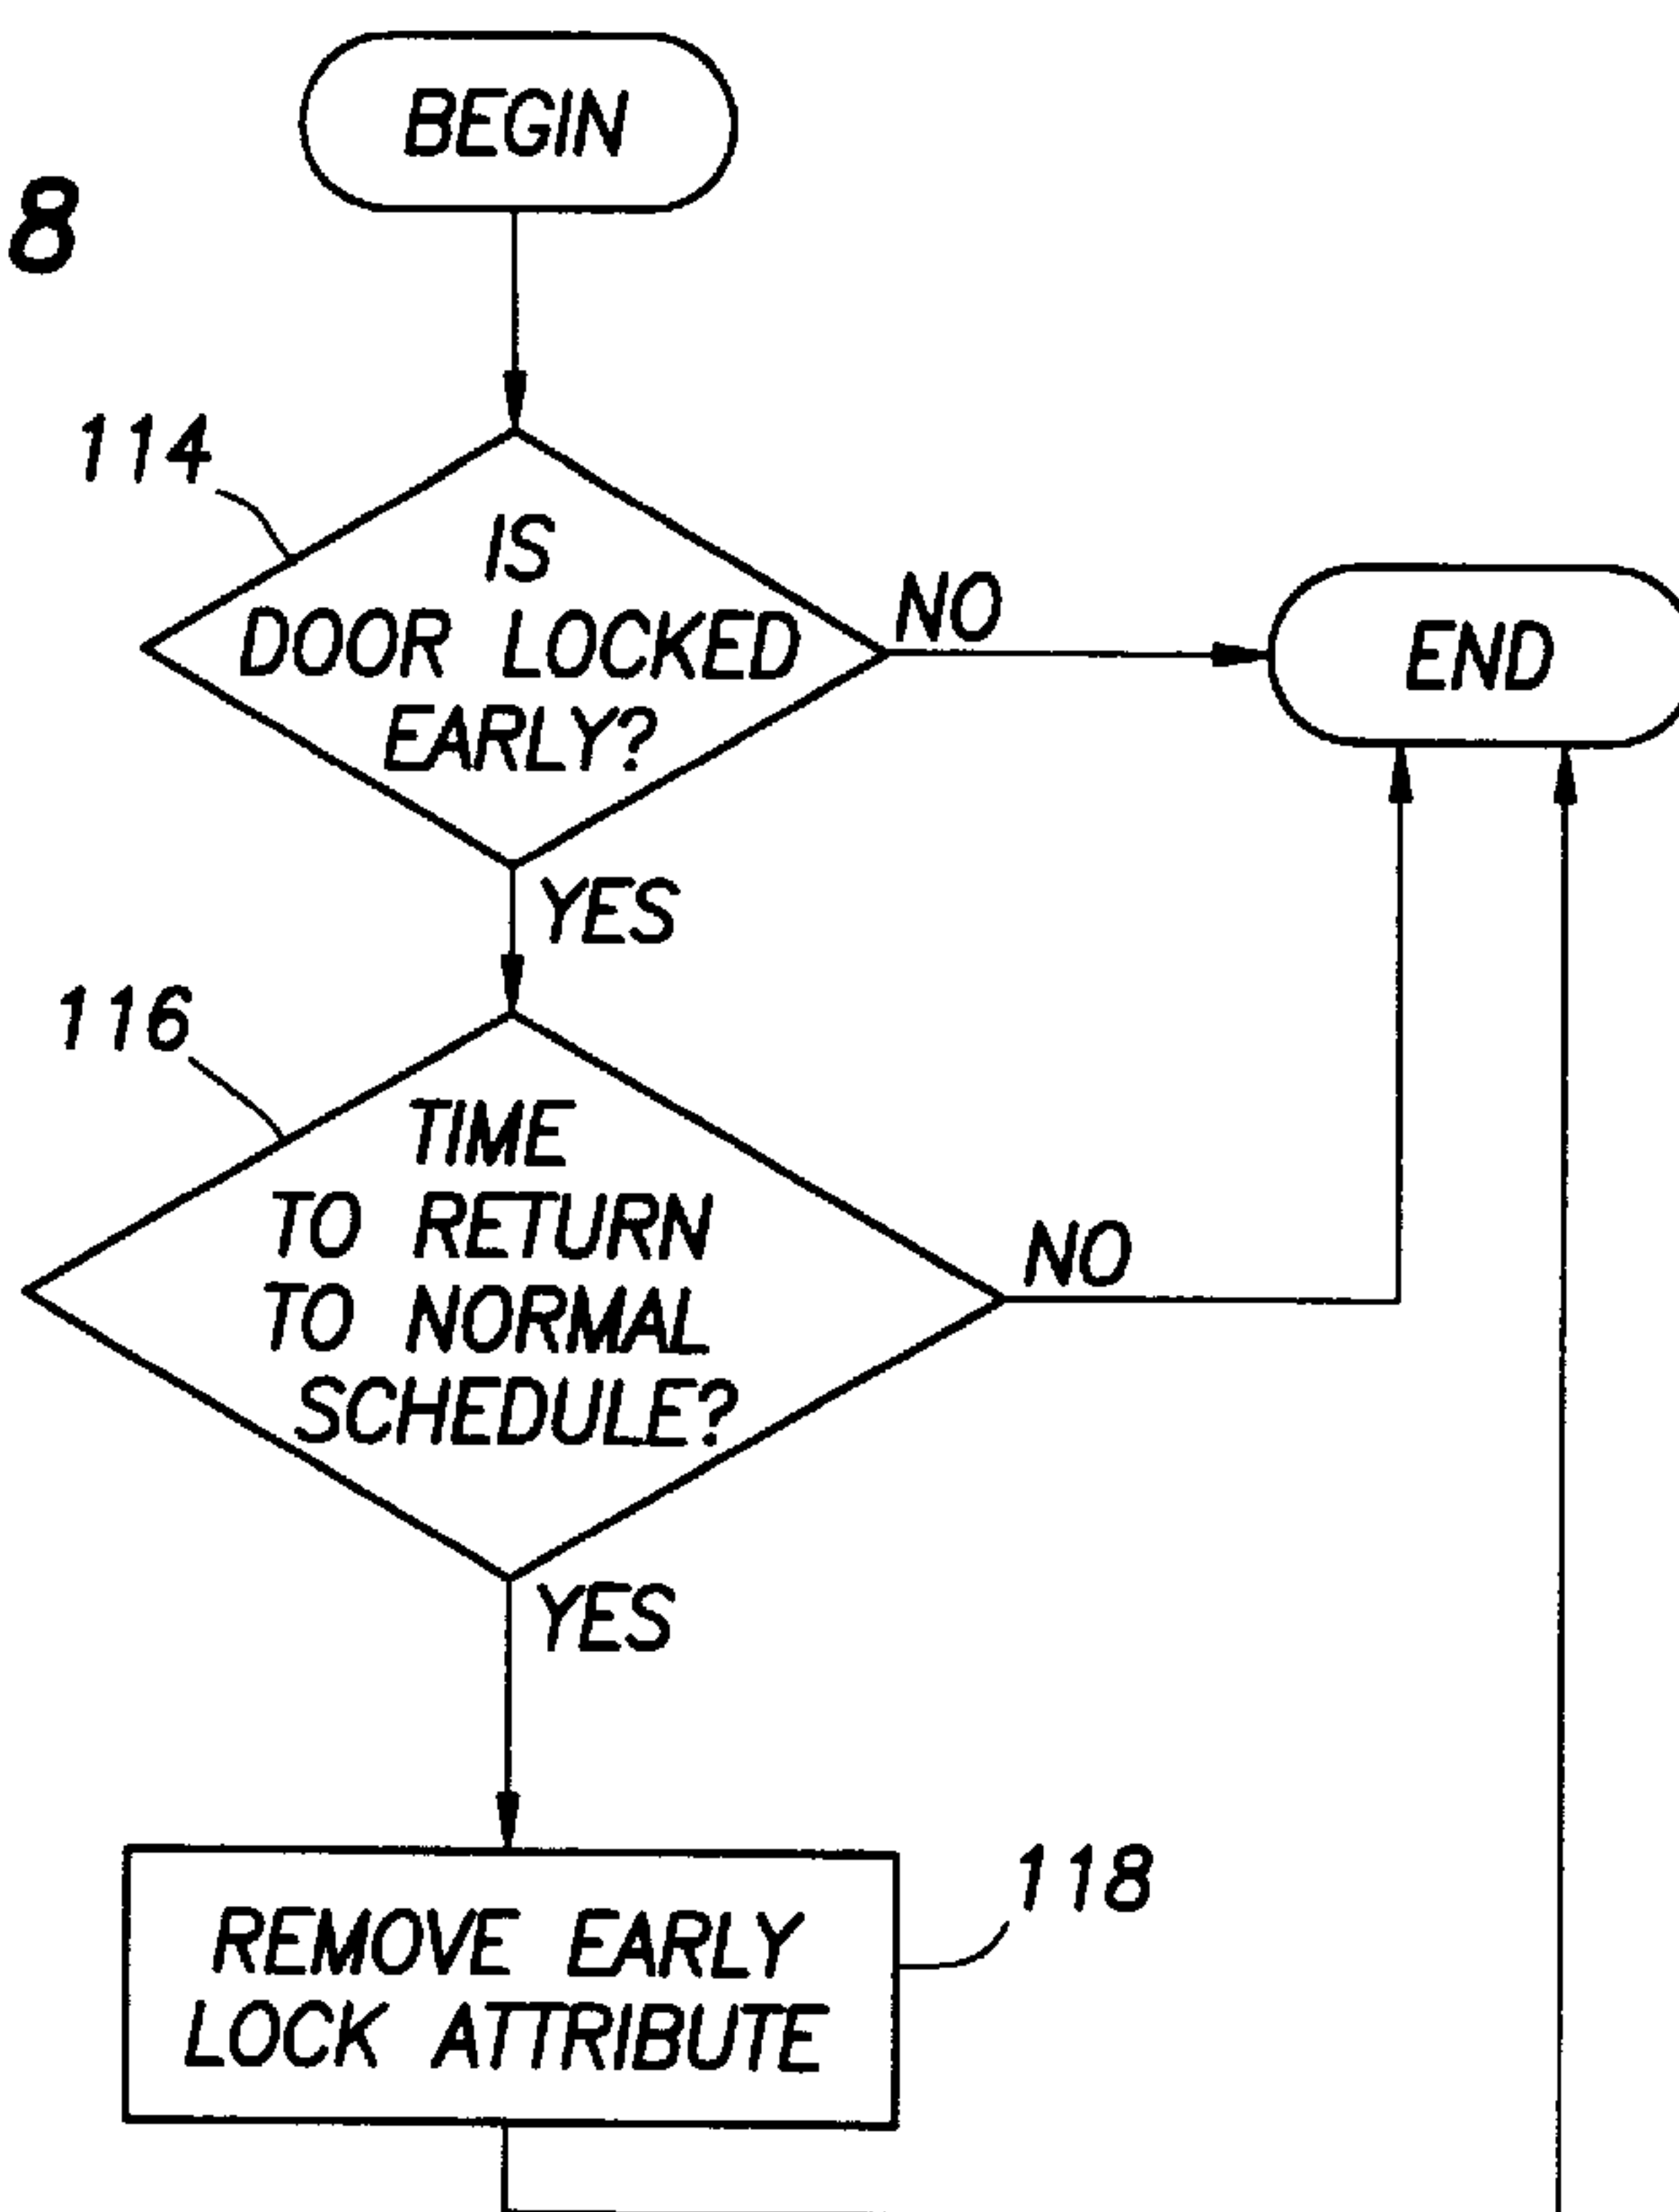 BEGIN
8
114
IS
DOOR LOCKED
EARLY?
NO
END
YES
116
TIME
TO RETURN
TO NORMAL
SCHEDULE?
NO
YES
118
REMOVE EARLY
LOCK ATTRIBUTE